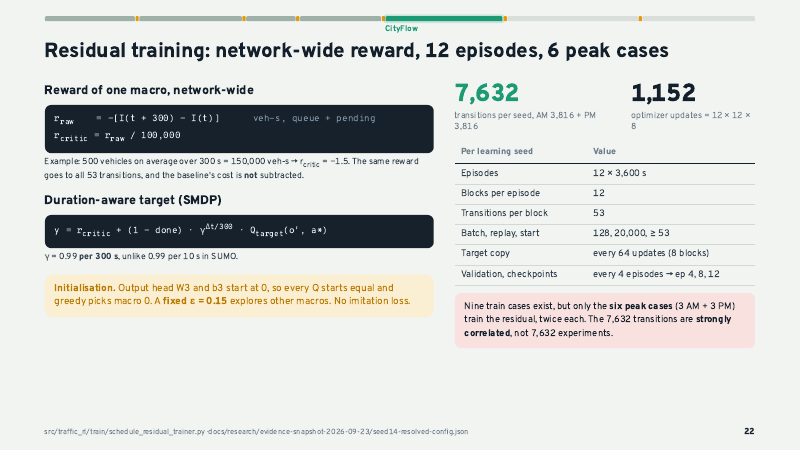 CityFlow
Residual training: network-wide reward, 12 episodes, 6 peak cases
Reward of one macro, network-wide
r_raw = −[I(t + 300) − I(t)] veh-s, queue + pending
r_critic = r_raw / 100,000
Example: 500 vehicles on average over 300 s = 150,000 veh-s → r_critic = −1.5. The same reward
goes to all 53 transitions, and the baseline's cost is not subtracted.
Duration-aware target (SMDP)
y = r_critic + (1 − done) · γ^Δt/300 · Q_target(o′, a*)
γ = 0.99 per 300 s, unlike 0.99 per 10 s in SUMO.
Initialisation. Output head W3 and b3 start at 0, so every Q starts equal and
greedy picks macro 0. A fixed ε = 0.15 explores other macros. No imitation loss.
7,632
transitions per seed, AM 3,816 + PM
3,816
1,152
optimizer updates = 12 × 12 ×
8
Per learning seed Value
Episodes 12 × 3,600 s
Blocks per episode 12
Transitions per block 53
Batch, replay, start 128, 20,000, ≥ 53
Target copy every 64 updates (8 blocks)
Validation, checkpoints every 4 episodes → ep 4, 8, 12
Nine train cases exist, but only the six peak cases (3 AM + 3 PM)
train the residual, twice each. The 7,632 transitions are strongly
correlated, not 7,632 experiments.
src/traffic_rl/train/schedule_residual_trainer.py · docs/research/evidence-snapshot-2026-09-23/seed14-resolved-config.json
22